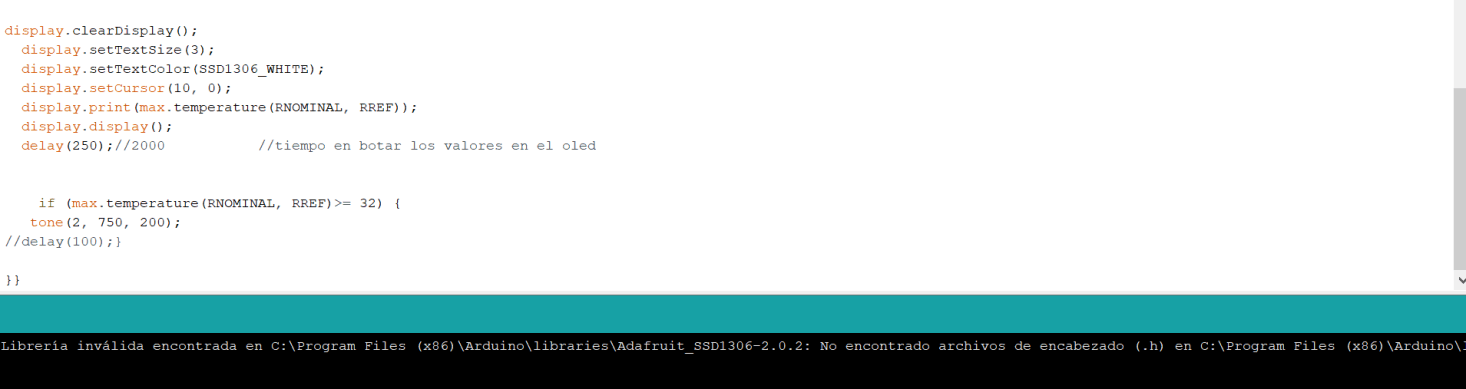 display.clearDisplay();
display.setTextSize(3);
display.setTextColor(SSD1306_WHITE);
display.setCursor(10, 0);
display.print(max.temperature(RNOMINAL, RREF));
display.display();
delay(250);//2000 //tiempo en botar los valores en el oled
if (max.temperature(RNOMINAL, RREF)>= 32) {
tone(2, 750, 200);
//delay(100);}
}}
Librería inválida encontrada en C:\Program Files (x86)\Arduino\libraries\Adafruit_SSD1306-2.0.2: No encontrado archivos de encabezado (.h) en C:\Program Files (x86)\Arduino\